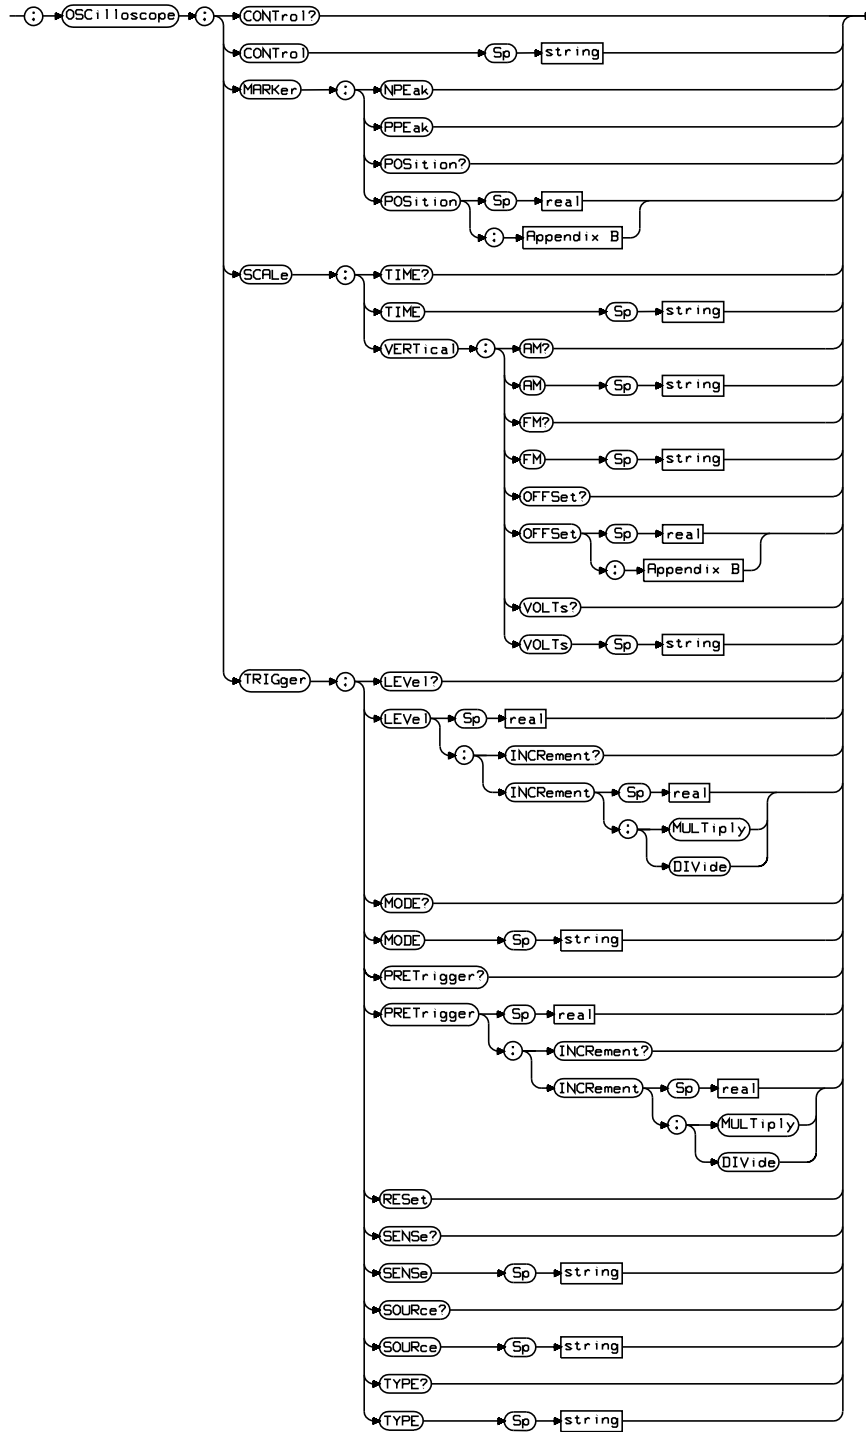 : OSCilloscope : CONTrol?
CONTrol Sp string
MARKer : NPEak
PPEak
POSition?
POSition Sp real
: Appendix B
SCALe : TIME?
TIME Sp string
VERTical : AM?
AM Sp string
FM?
FM Sp string
OFFSet?
OFFSet Sp real
: Appendix B
VOLTs?
VOLTs Sp string
TRIGger : LEVel?
LEVel Sp real
: INCRement?
INCRement Sp real
: MULTiply
DIVide
MODE?
MODE Sp string
PRETrigger?
PRETrigger Sp real
: INCRement?
INCRement Sp real
: MULTiply
DIVide
RESet
SENSe?
SENSe Sp string
SOURce?
SOURce Sp string
TYPE?
TYPE Sp string